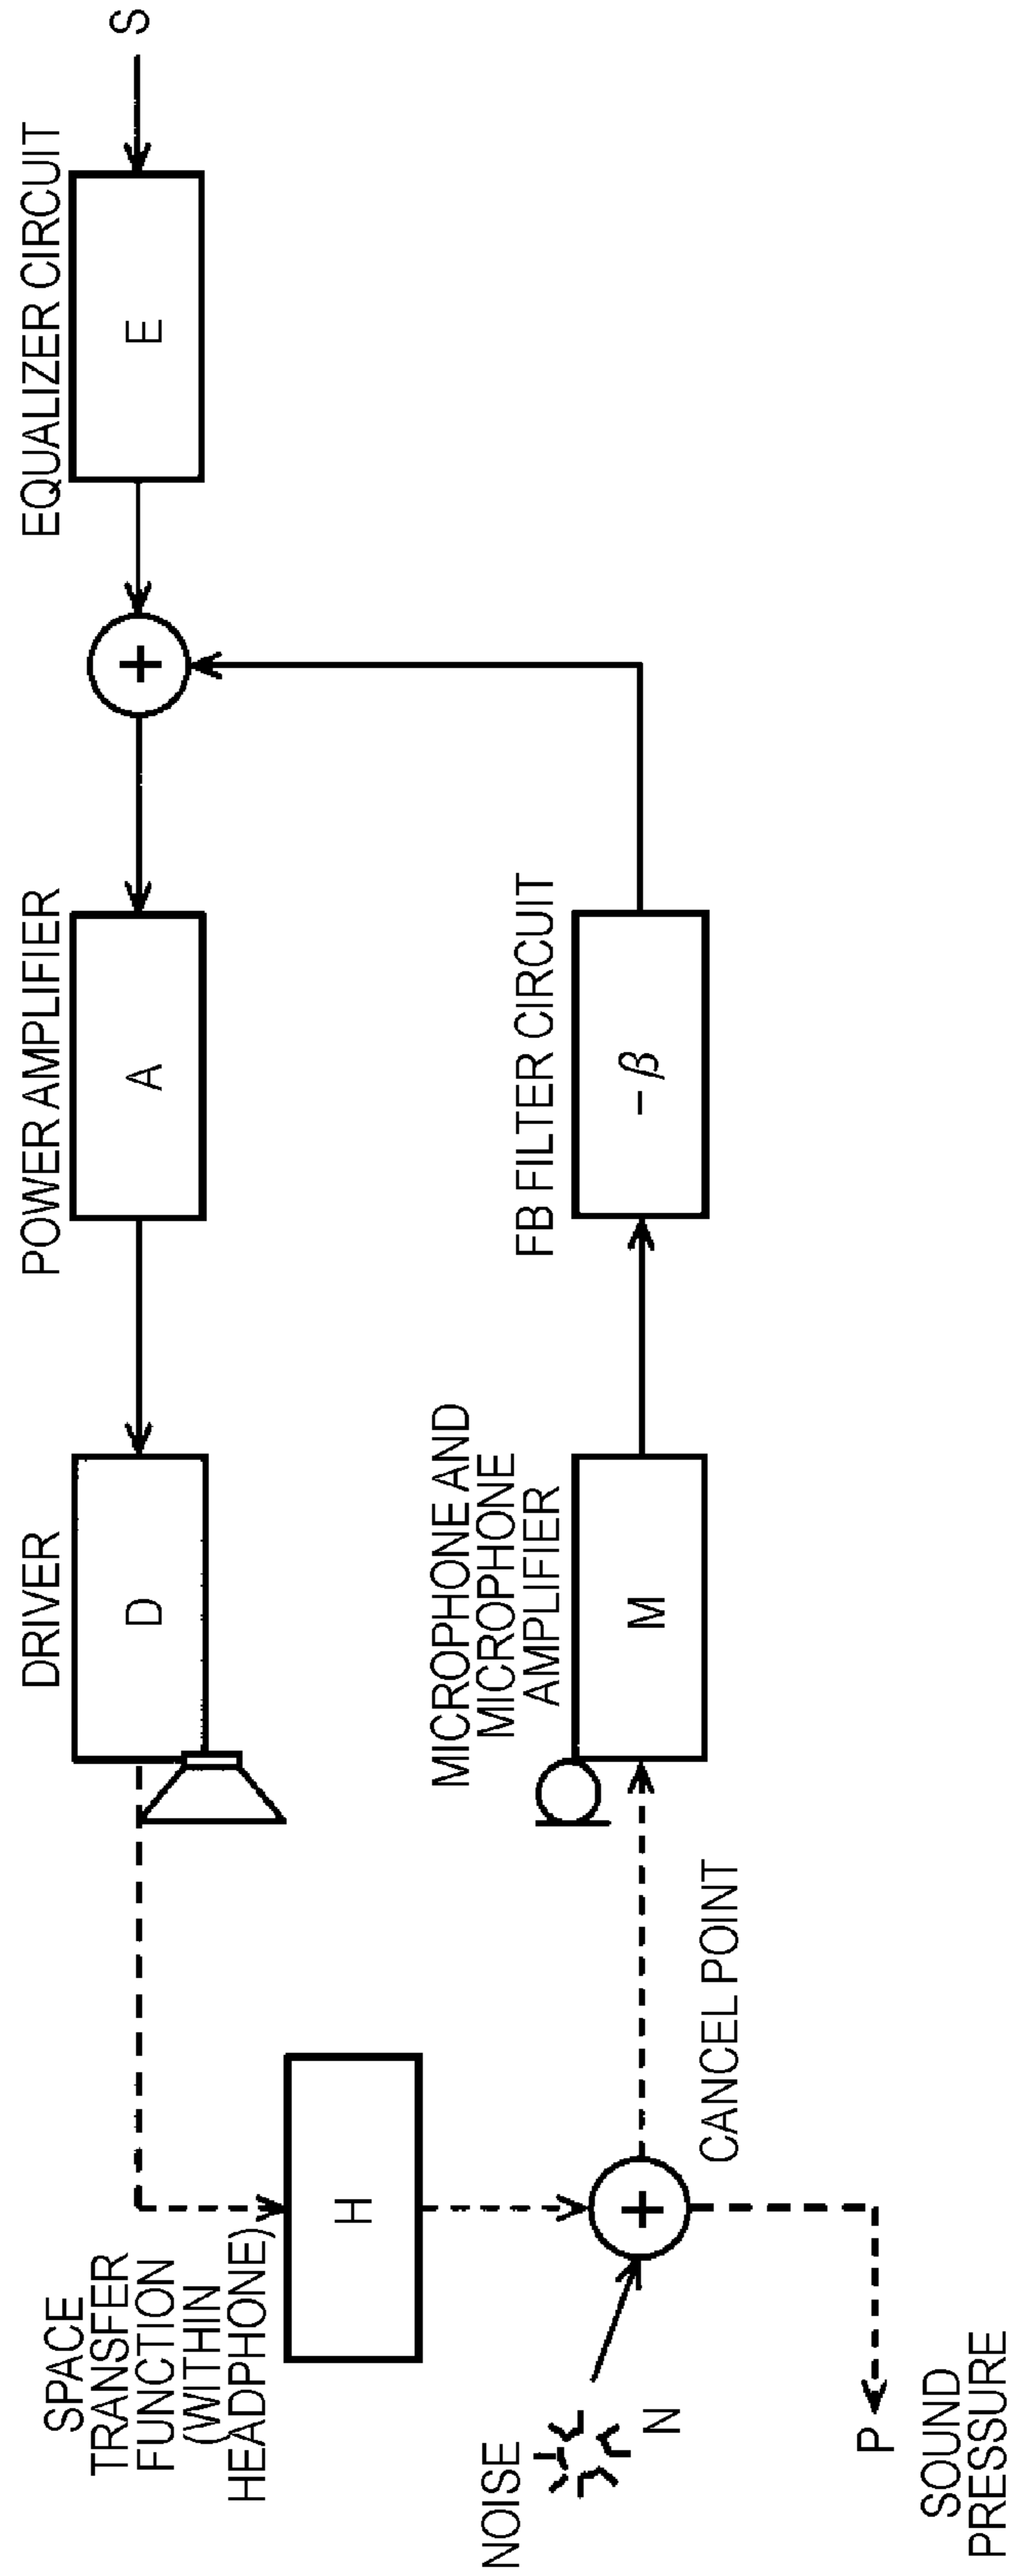 SPACE
TRANSFER
FUNCTION
(WITHIN
HEADPHONE)
DRIVER
POWER AMPLIFIER
EQUALIZER CIRCUIT
D
A
+
E
S
H
NOISE
N
+
CANCEL POINT
MICROPHONE AND
MICROPHONE
AMPLIFIER
M
FB FILTER CIRCUIT
-β
P
SOUND
PRESSURE